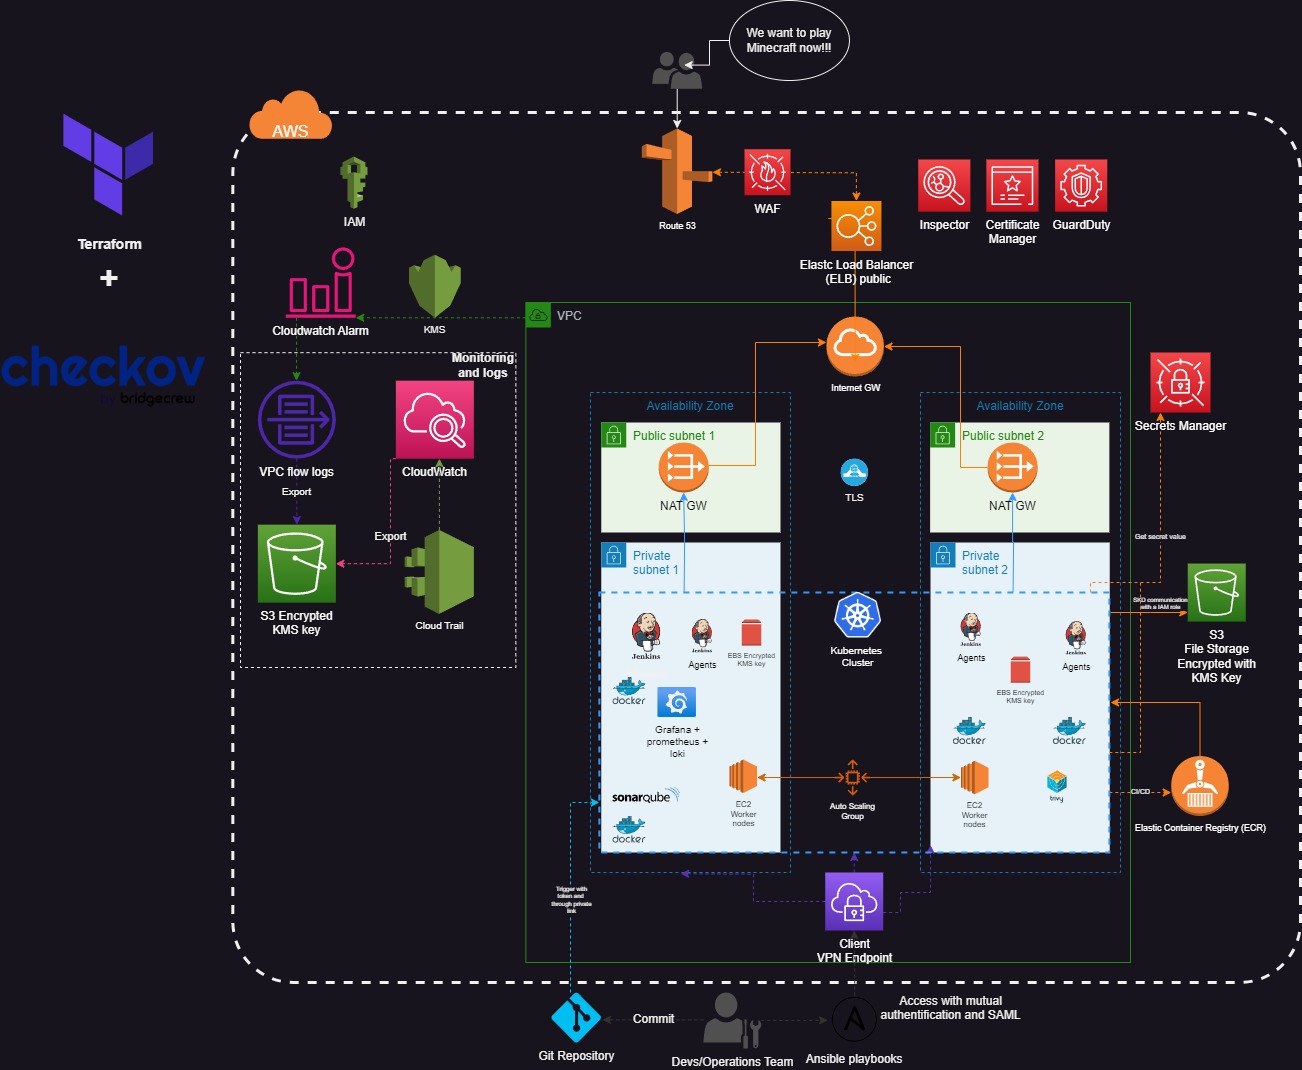 We want to play
Minecraft now!!!
AWS
Terraform
+
checkov
by bridgecrew
IAM
Route 53
WAF
Elastc Load Balancer
(ELB) public
Inspector
Certificate
Manager
GuardDuty
Cloudwatch Alarm
KMS
VPC
Internet GW
Monitoring
and logs
VPC flow logs
CloudWatch
Export
Export
S3 Encrypted
KMS key
Cloud Trail
Availability Zone
Availability Zone
Public subnet 1
NAT GW
Public subnet 2
NAT GW
TLS
Secrets Manager
Get secret value
Private
subnet 1
Private
subnet 2
Kubernetes
Cluster
SKD communication
with a IAM role
S3
File Storage
Encrypted with
KMS Key
Jenkins
Jenkins
Agents
EBS Encrypted
KMS key
docker
Grafana +
prometheus +
loki
sonarqube
docker
EC2
Worker
nodes
Auto Scaling
Group
Jenkins
Agents
Jenkins
Agents
EBS Encrypted
KMS key
docker
docker
EC2
Worker
nodes
trivy
CI/CD
Elastic Container Registry (ECR)
Trigger with
token and
through private
link
Client
VPN Endpoint
Access with mutual
authentification and SAML
Commit
Git Repository
Devs/Operations Team
Ansible playbooks